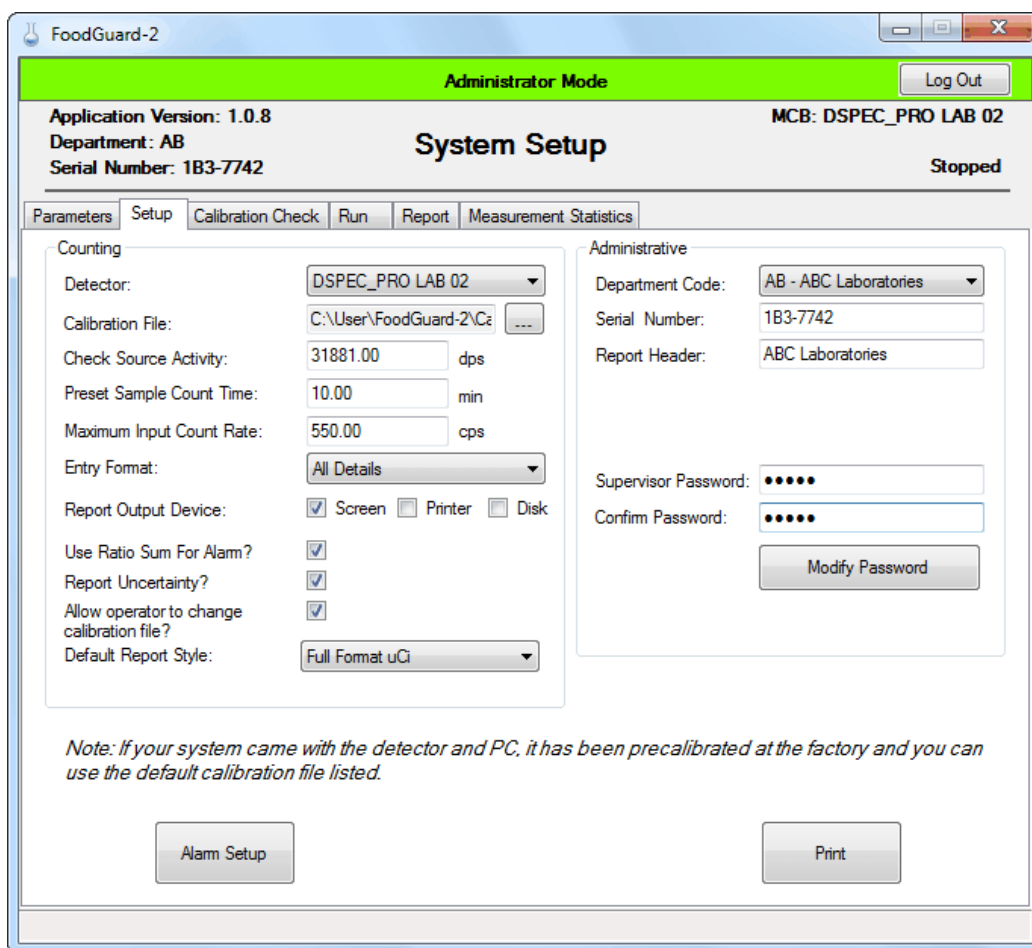 FoodGuard-2
Administrator Mode
Log Out
Application Version: 1.0.8
Department: AB
Serial Number: 1B3-7742
System Setup
MCB: DSPEC_PRO LAB 02
Stopped
Parameters Setup Calibration Check Run Report Measurement Statistics
Counting
Detector: DSPEC_PRO LAB 02
Calibration File: C:\User\FoodGuard-2\Ca ...
Check Source Activity: 31881.00 dps
Preset Sample Count Time: 10.00 min
Maximum Input Count Rate: 550.00 cps
Entry Format: All Details
Report Output Device: Screen Printer Disk
Use Ratio Sum For Alarm?
Report Uncertainty?
Allow operator to change
calibration file?
Default Report Style: Full Format uCi
Administrative
Department Code: AB - ABC Laboratories
Serial Number: 1B3-7742
Report Header: ABC Laboratories
Supervisor Password: •••••
Confirm Password: •••••
Modify Password
Note: If your system came with the detector and PC, it has been precalibrated at the factory and you can
use the default calibration file listed.
Alarm Setup
Print